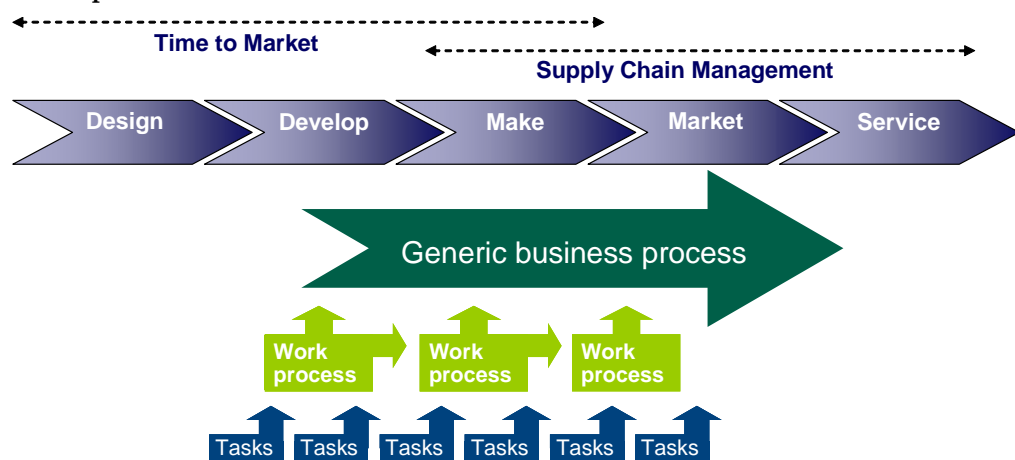 Time to Market
Supply Chain Management
Design
Develop
Make
Market
Service
Generic business process
Work
process
Work
process
Work
process
Tasks
Tasks
Tasks
Tasks
Tasks
Tasks